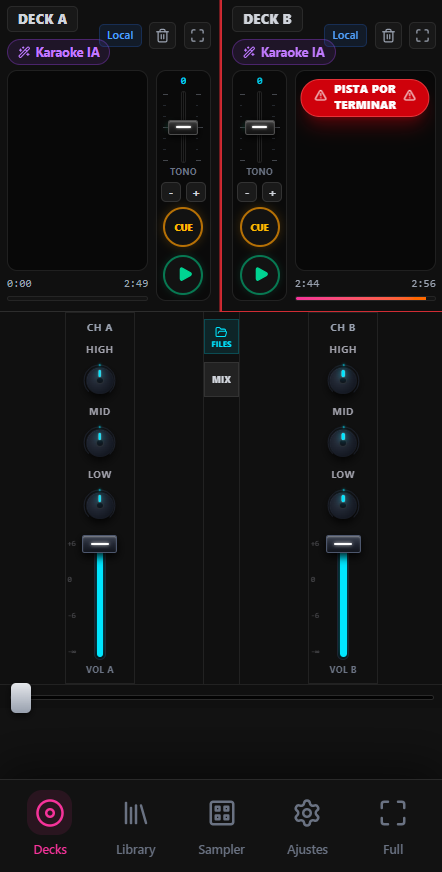 DECK A
Local
Karaoke IA
0
TONO
- +
CUE
0:00 2:49
DECK B
Local
Karaoke IA
0
TONO
- +
CUE
PISTA POR
TERMINAR
2:44 2:56
CH A
HIGH
MID
LOW
+6
0
-6
-∞
VOL A
FILES
MIX
CH B
HIGH
MID
LOW
+6
0
-6
-∞
VOL B
Decks
Library
Sampler
Ajustes
Full